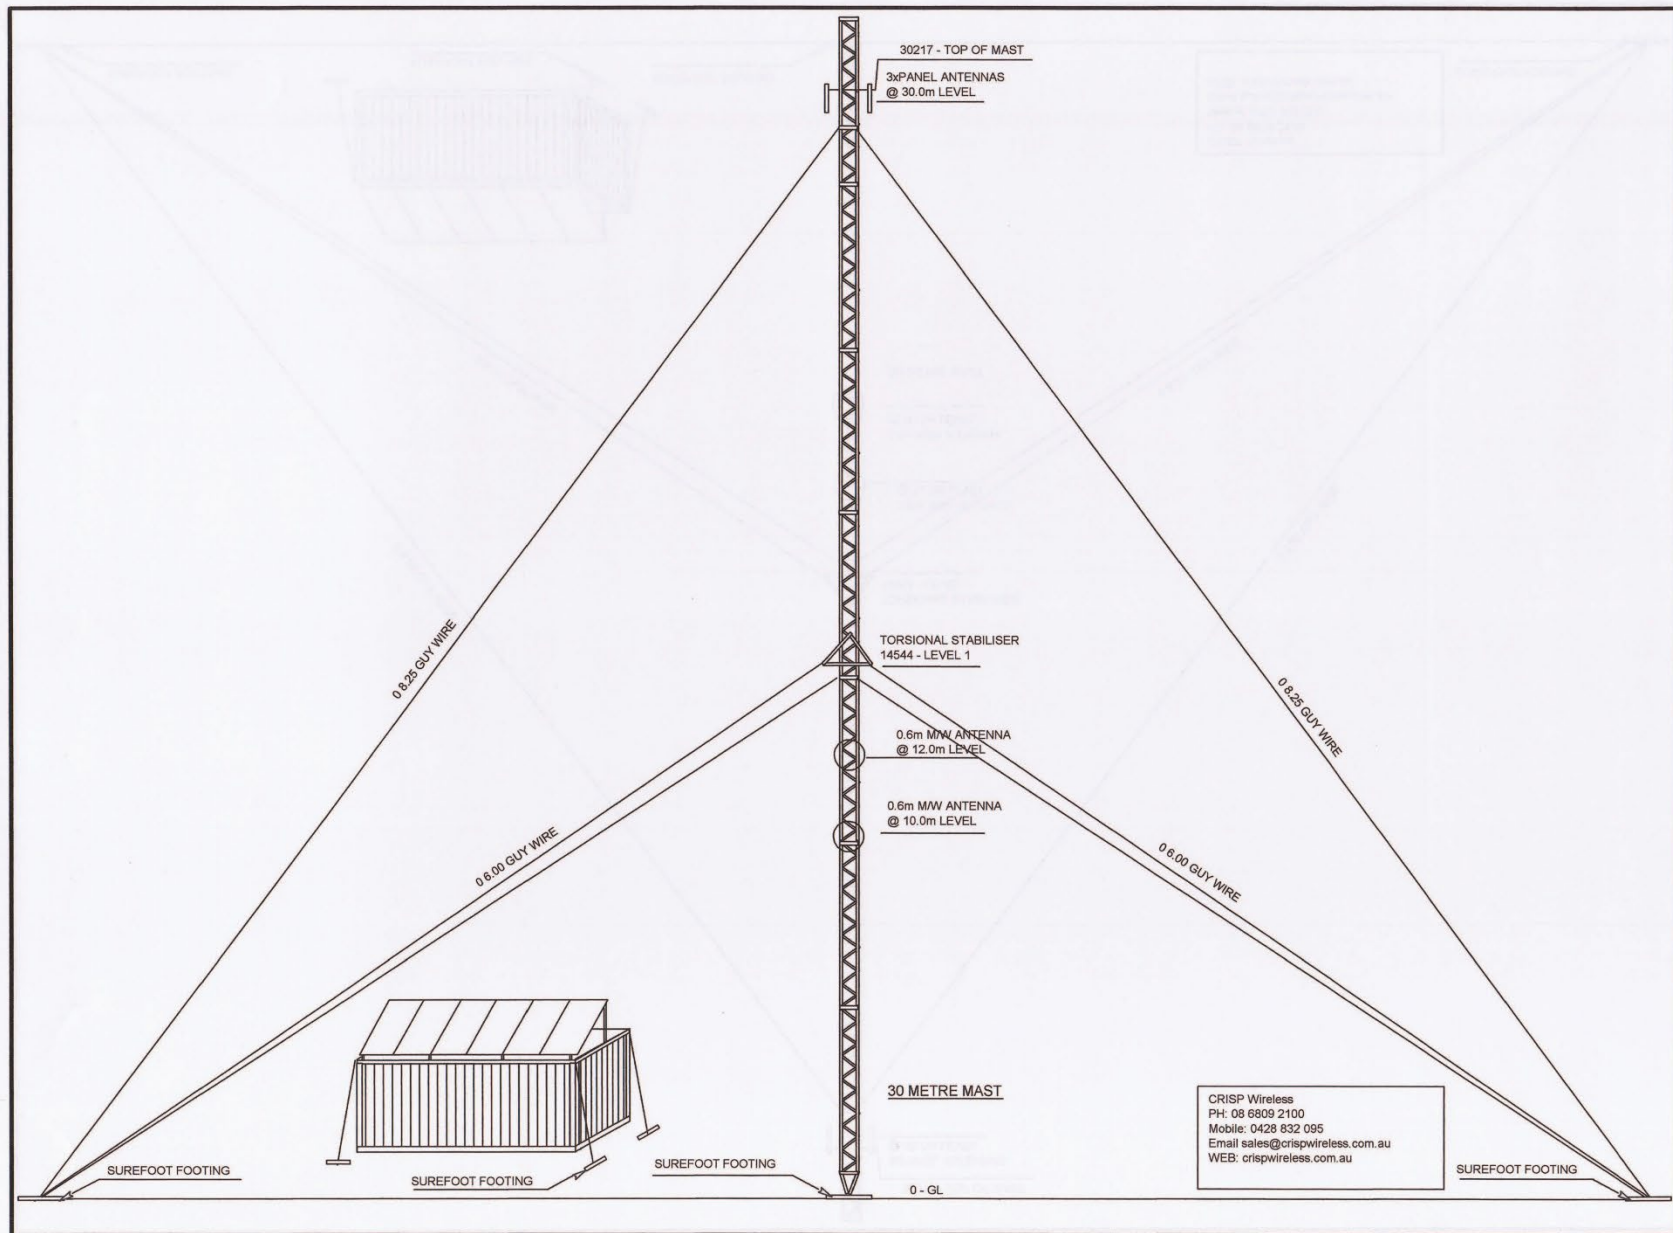 30217 - TOP OF MAST
3xPANEL ANTENNAS
@ 30.0m LEVEL
0 8.25 GUY WIRE
TORSIONAL STABILISER
14544 - LEVEL 1
0 8.25 GUY WIRE
0.6m M/W ANTENNA
@ 12.0m LEVEL
0.6m M/W ANTENNA
@ 10.0m LEVEL
0 6.00 GUY WIRE
0 6.00 GUY WIRE
30 METRE MAST
CRISP Wireless
PH: 08 6809 2100
Mobile: 0428 832 095
Email sales@crispwireless.com.au
WEB: crispwireless.com.au
SUREFOOT FOOTING
SUREFOOT FOOTING
SUREFOOT FOOTING
0 - GL
SUREFOOT FOOTING